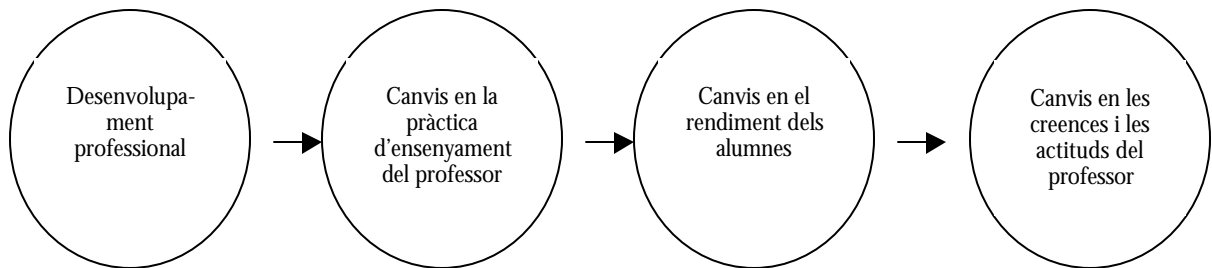 Desenvolupa-
ment
professional
Canvis en la
pràctica
d'ensenyament
del professor
Canvis en el
rendiment dels
alumnes
Canvis en les
creences i les
actituds del
professor